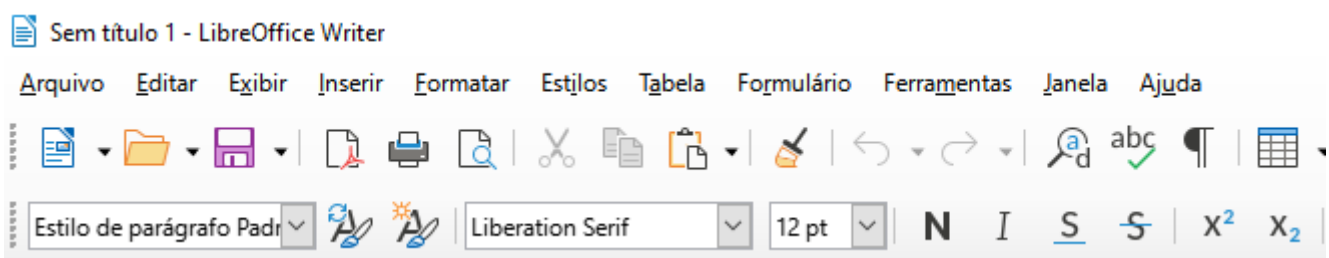 Sem título 1 - LibreOffice Writer
Arquivo Editar Exibir Inserir Formatar Estilos Tabela Formulário Ferramentas Janela Ajuda
a d abc ¶
Estilo de parágrafo Padr Liberation Serif 12 pt N I S S X² X₂